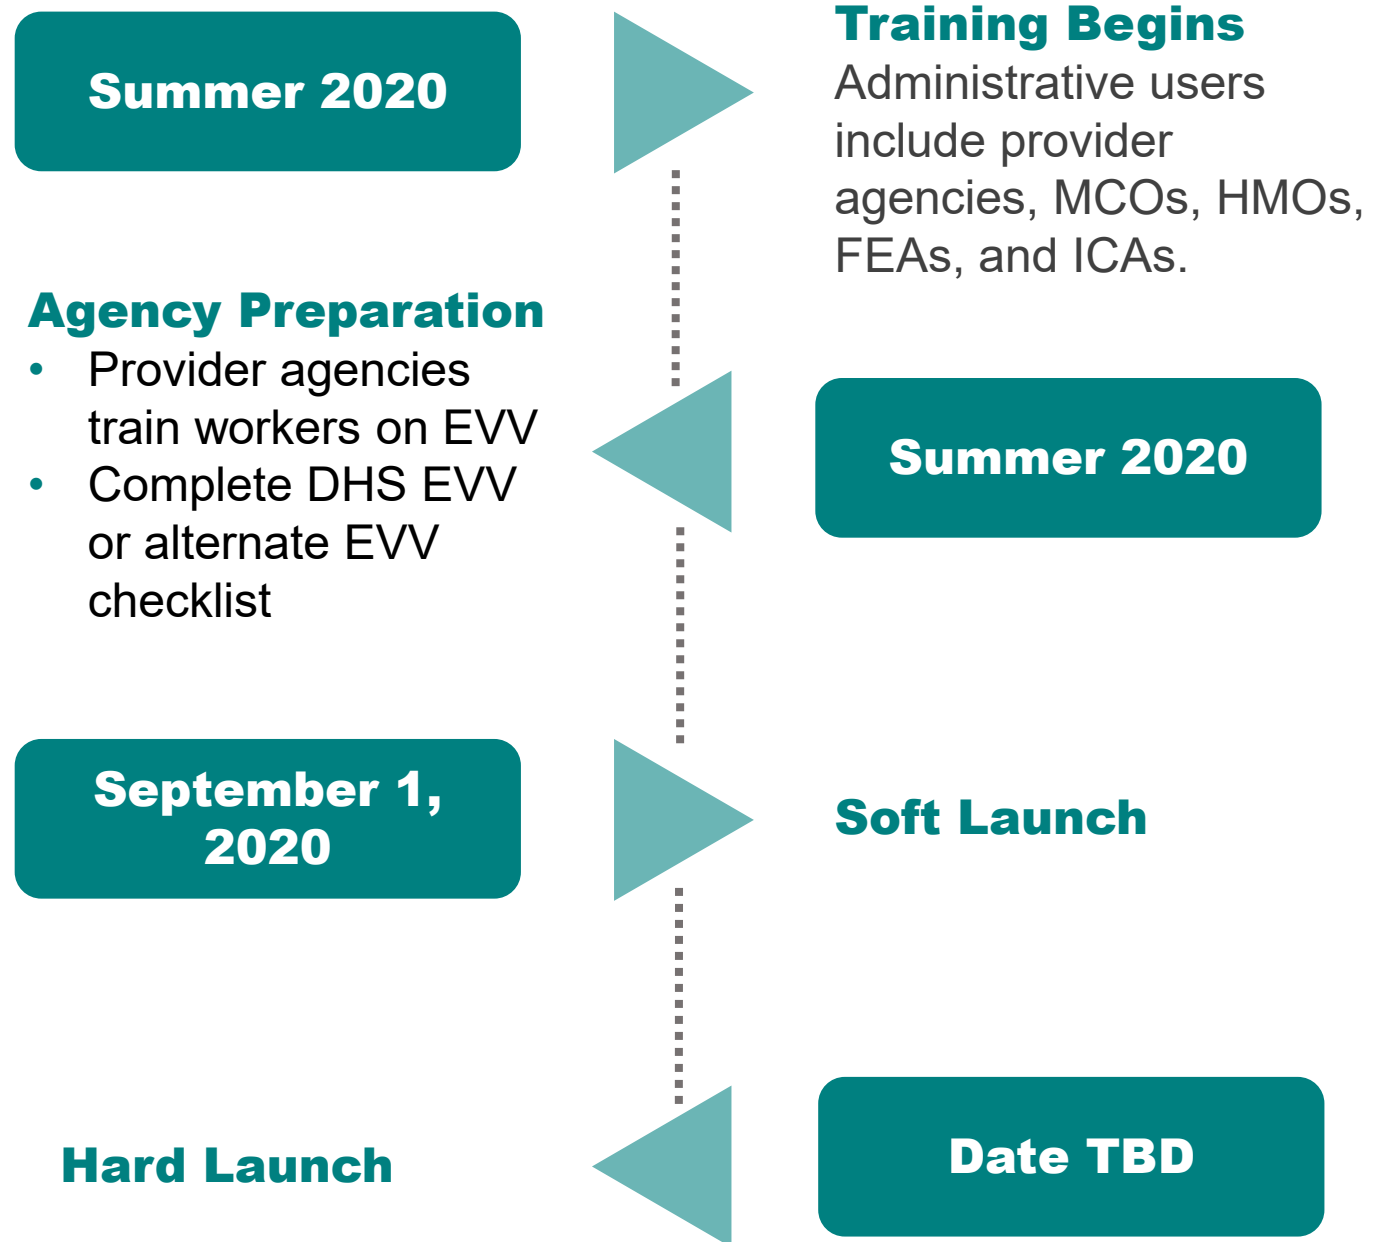 Summer 2020
Training Begins
Administrative users
include provider
agencies, MCOs, HMOs,
FEAs, and ICAs.
Agency Preparation
• Provider agencies
train workers on EVV
• Complete DHS EVV
or alternate EVV
checklist
Summer 2020
September 1,
2020
Soft Launch
Hard Launch
Date TBD